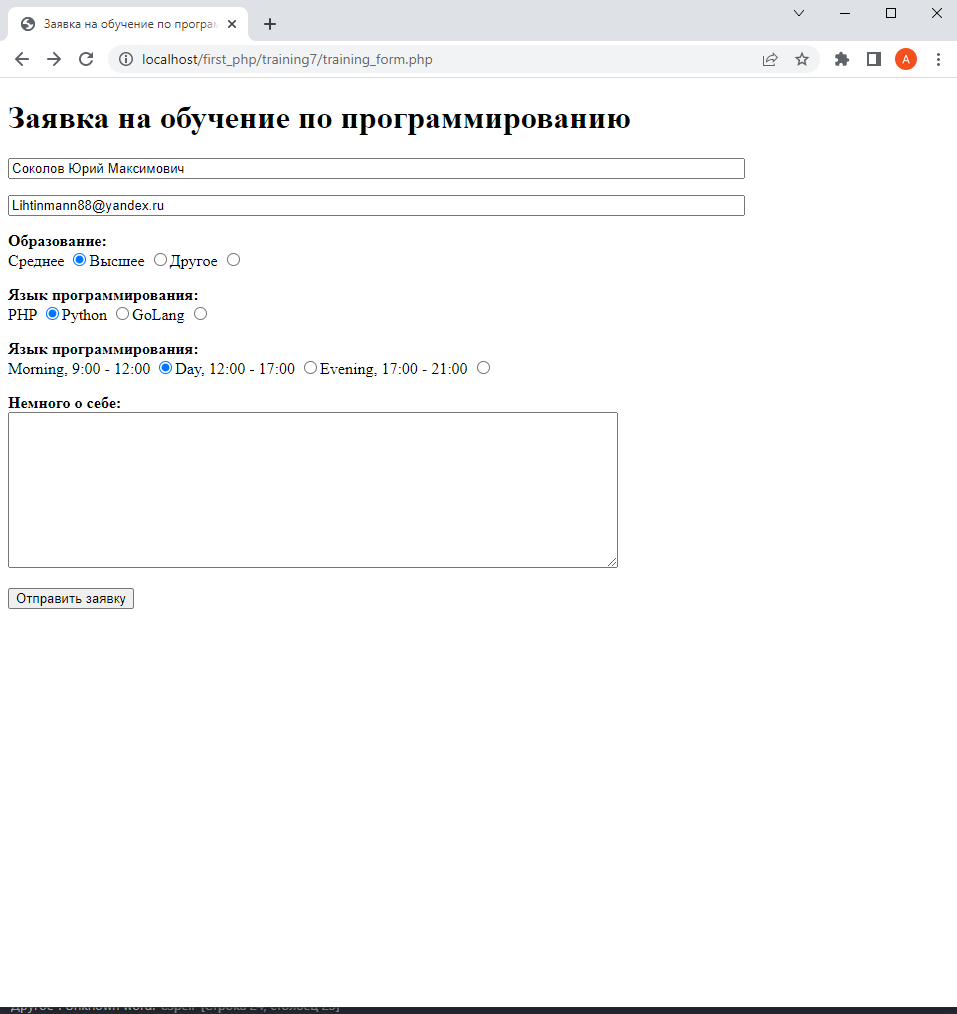 Заявка на обучение по програм
localhost/first_php/training7/training_form.php
A
Заявка на обучение по программированию
Соколов Юрий Максимович
Lihtinmann88@yandex.ru
Образование:
Среднее Высшее Другое
Язык программирования:
PHP Python GoLang
Язык программирования:
Morning, 9:00 - 12:00 Day, 12:00 - 17:00 Evening, 17:00 - 21:00
Немного о себе:
Отправить заявку